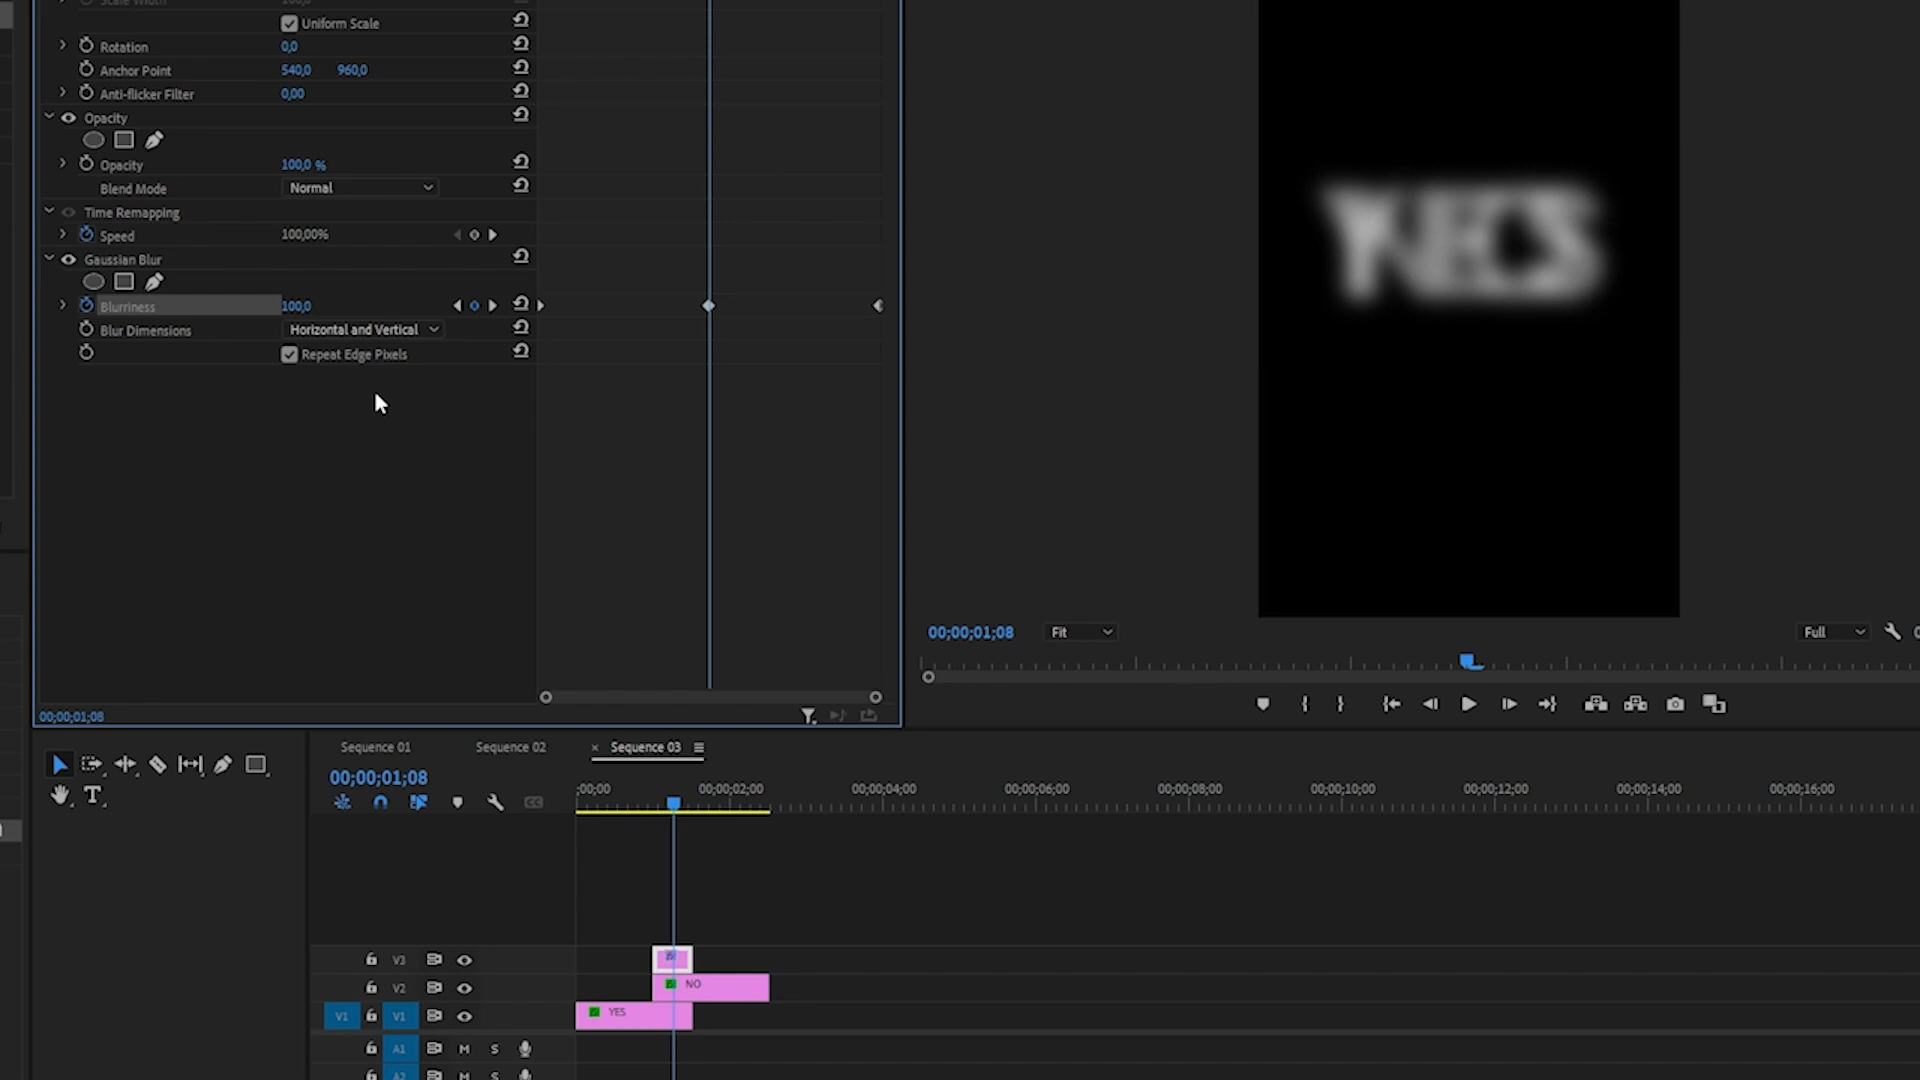 Scale Width 100,0
Uniform Scale
Rotation 0,0
Anchor Point 540,0 960,0
Anti-flicker Filter 0,00
Opacity
Opacity 100,0 %
Blend Mode Normal
Time Remapping
Speed 100,00%
Gaussian Blur
Blurriness 100,0
Blur Dimensions Horizontal and Vertical
Repeat Edge Pixels
00;00;01;08
00;00;01;08 Fit Full
Sequence 01 Sequence 02 × Sequence 03
00;00;01;08
;00;00 00;00;02;00 00;00;04;00 00;00;06;00 00;00;08;00 00;00;10;00 00;00;12;00 00;00;14;00 00;00;16;00
V3
V2 NO
V1 V1 YES
A1 M S
A2 M S